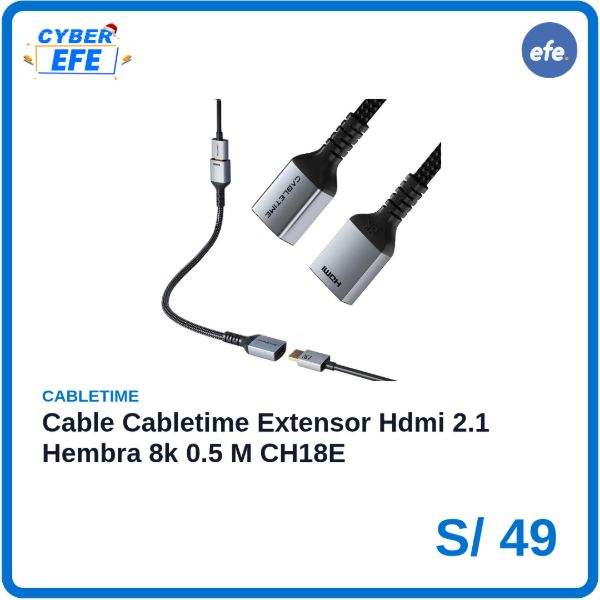 CYBER
EFE
efe.
CABLETIME
HDMI
CABLETIME
Cable Cabletime Extensor Hdmi 2.1
Hembra 8k 0.5 M CH18E
S/ 49